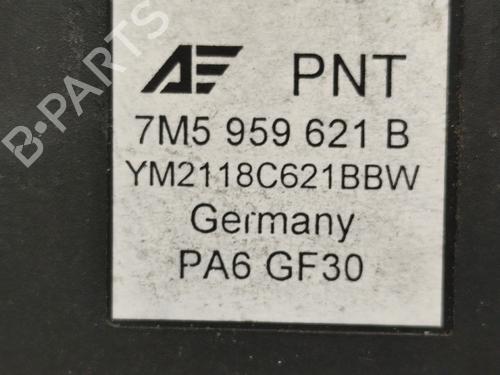 AE PNT
7M5 959 621 B
YM2118C621BBW
Germany
PA6 GF30
B-PARTS